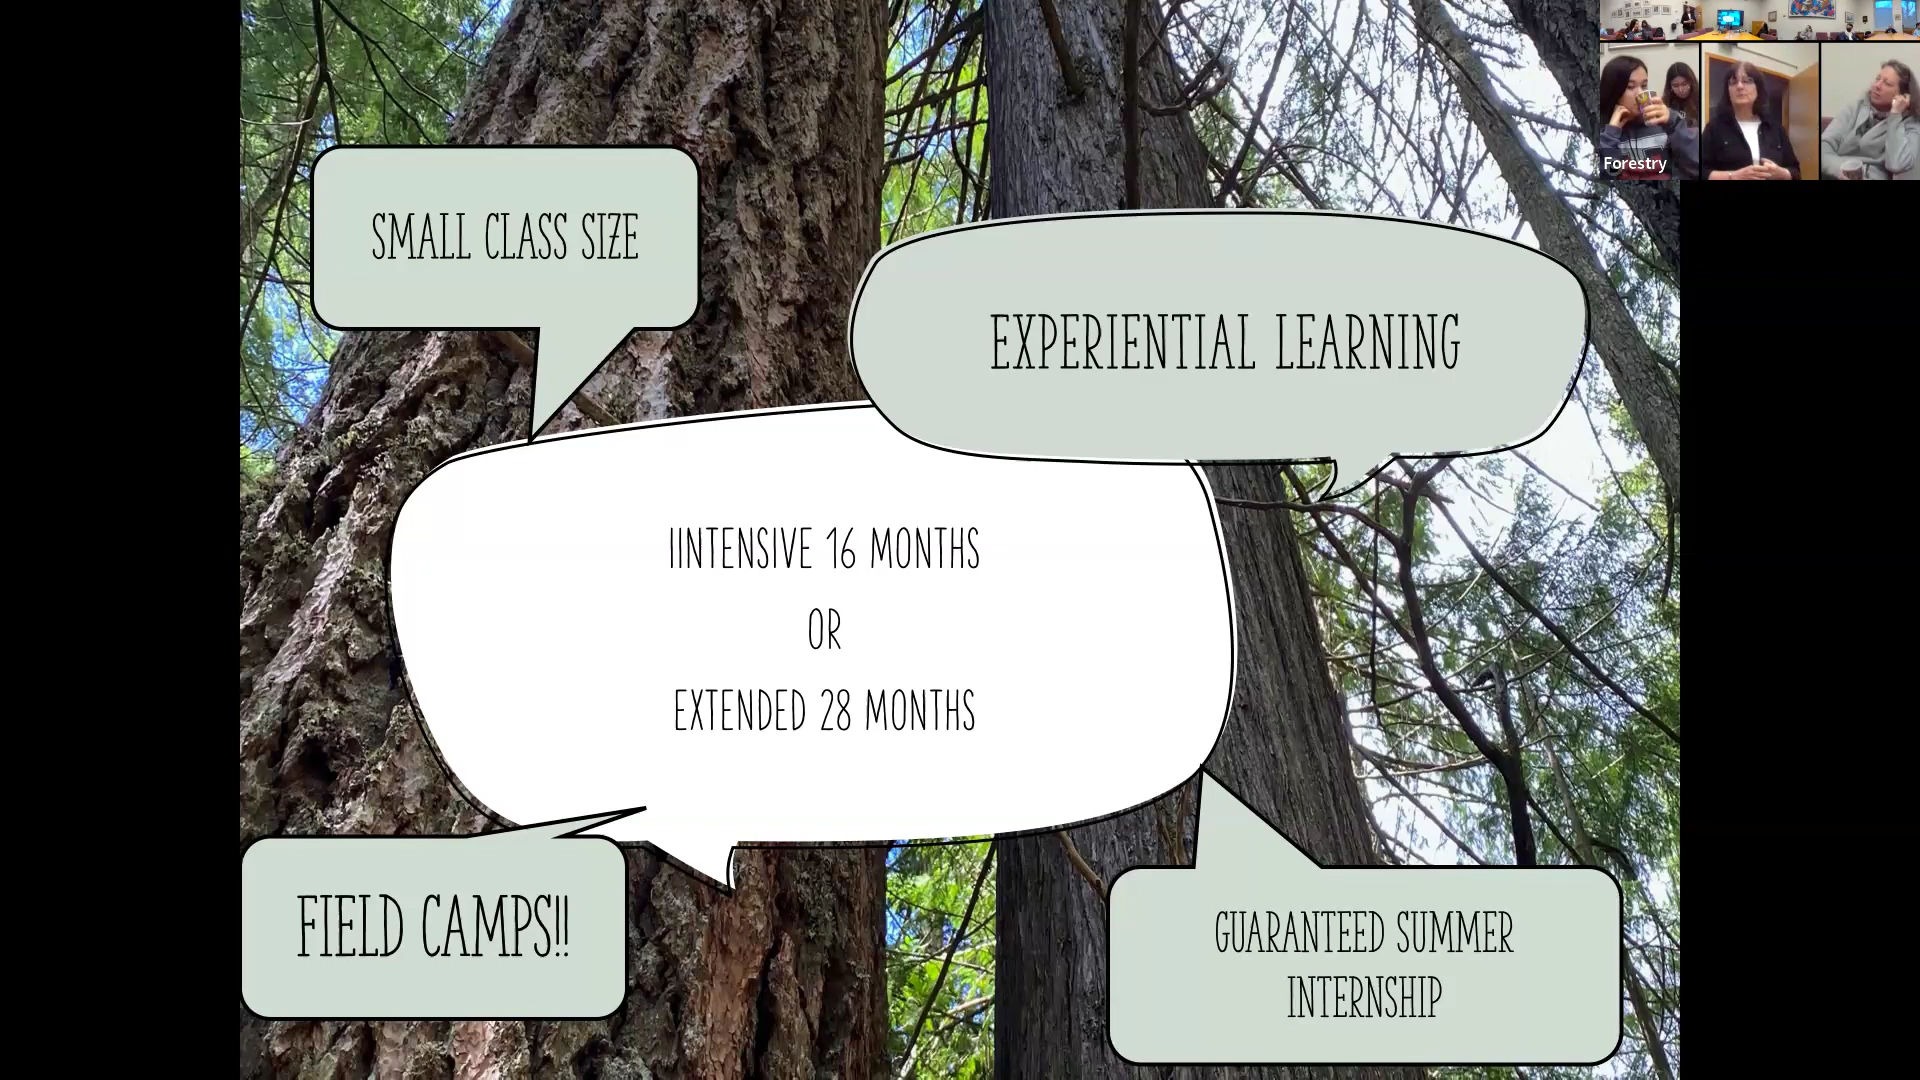 Forestry
SMALL CLASS SIZE
EXPERIENTIAL LEARNING
IINTENSIVE 16 MONTHS
OR
EXTENDED 28 MONTHS
FIELD CAMPS!!
GUARANTEED SUMMER
INTERNSHIP